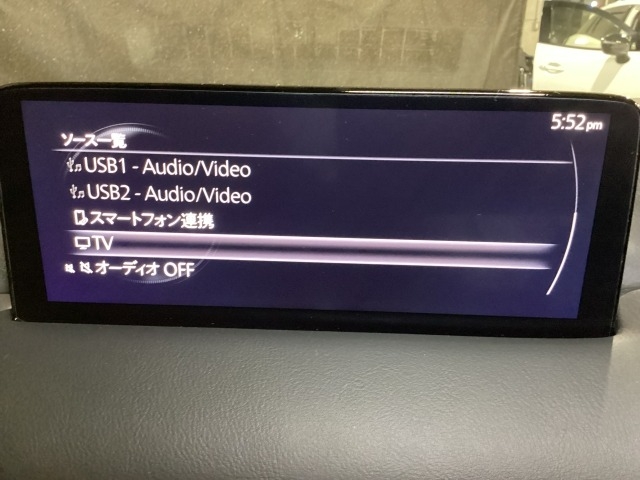 5:52pm
ソース一覧
USB1 - Audio/Video
USB2 - Audio/Video
スマートフォン連携
TV
オーディオ OFF